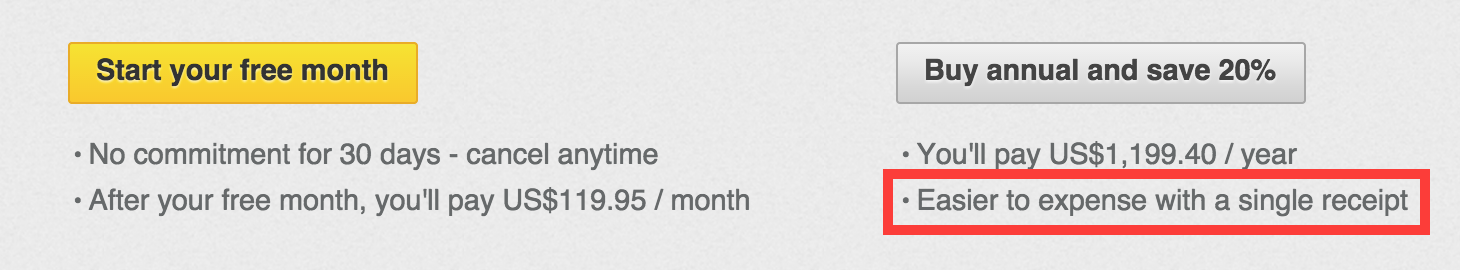 Start your free month
• No commitment for 30 days - cancel anytime
• After your free month, you'll pay US$119.95 / month
Buy annual and save 20%
• You'll pay US$1,199.40 / year
• Easier to expense with a single receipt